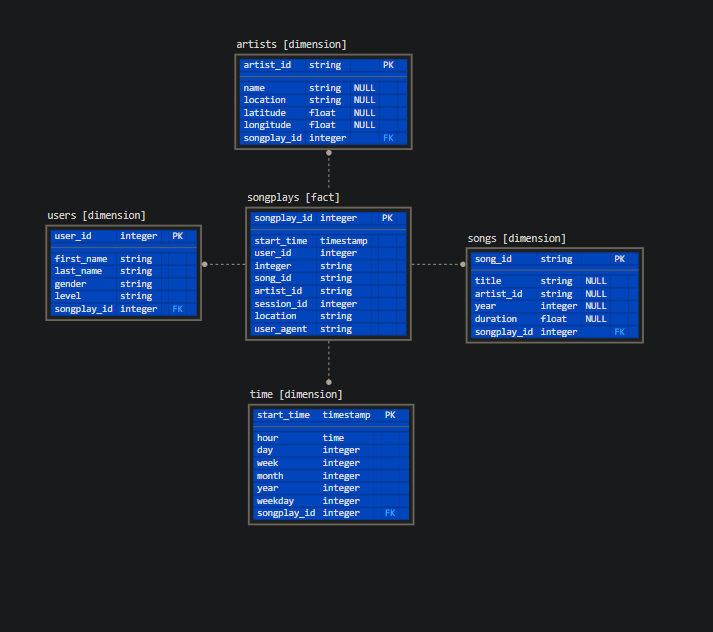 artists [dimension]
artist_id string PK
name string NULL
location string NULL
latitude float NULL
longitude float NULL
songplay_id integer FK
songplays [fact]
songplay_id integer PK
start_time timestamp
user_id integer
integer string
song_id string
artist_id string
session_id integer
location string
user_agent string
users [dimension]
user_id integer PK
first_name string
last_name string
gender string
level string
songplay_id integer FK
songs [dimension]
song_id string PK
title string NULL
artist_id string NULL
year integer NULL
duration float NULL
songplay_id integer FK
time [dimension]
start_time timestamp PK
hour time
day integer
week integer
month integer
year integer
weekday integer
songplay_id integer FK